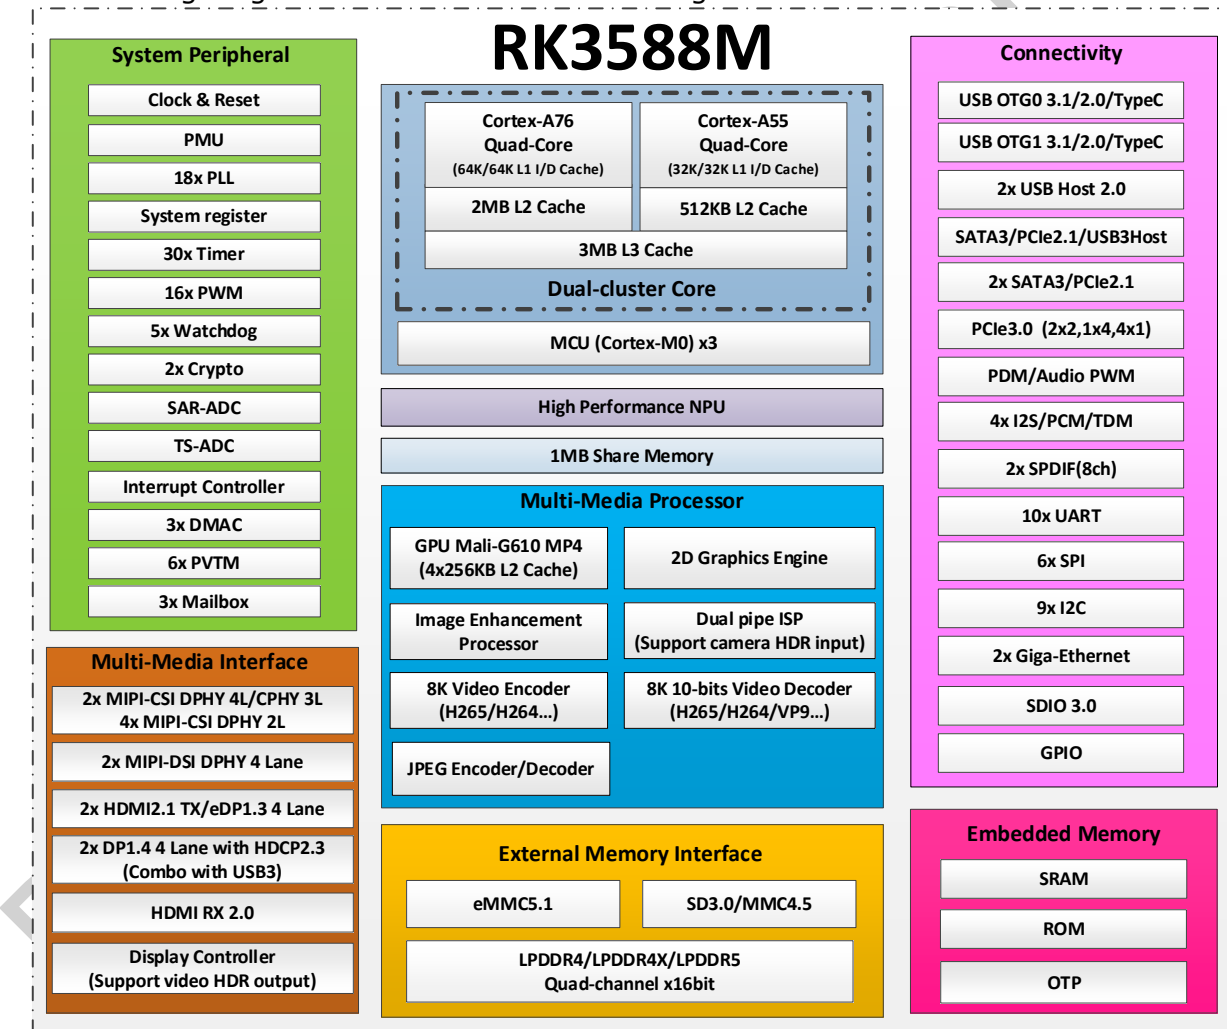 RK3588M
System Peripheral
Clock & Reset
PMU
18x PLL
System register
30x Timer
16x PWM
5x Watchdog
2x Crypto
SAR-ADC
TS-ADC
Interrupt Controller
3x DMAC
6x PVTM
3x Mailbox
Multi-Media Interface
2x MIPI-CSI DPHY 4L/CPHY 3L
4x MIPI-CSI DPHY 2L
2x MIPI-DSI DPHY 4 Lane
2x HDMI2.1 TX/eDP1.3 4 Lane
2x DP1.4 4 Lane with HDCP2.3
(Combo with USB3)
HDMI RX 2.0
Display Controller
(Support video HDR output)
Cortex-A76
Quad-Core
(64K/64K L1 I/D Cache)
2MB L2 Cache
Cortex-A55
Quad-Core
(32K/32K L1 I/D Cache)
512KB L2 Cache
3MB L3 Cache
Dual-cluster Core
MCU (Cortex-M0) x3
High Performance NPU
1MB Share Memory
Multi-Media Processor
GPU Mali-G610 MP4
(4x256KB L2 Cache)
2D Graphics Engine
Image Enhancement
Processor
Dual pipe ISP
(Support camera HDR input)
8K Video Encoder
(H265/H264...)
8K 10-bits Video Decoder
(H265/H264/VP9...)
JPEG Encoder/Decoder
External Memory Interface
eMMC5.1
SD3.0/MMC4.5
LPDDR4/LPDDR4X/LPDDR5
Quad-channel x16bit
Connectivity
USB OTG0 3.1/2.0/TypeC
USB OTG1 3.1/2.0/TypeC
2x USB Host 2.0
SATA3/PCIe2.1/USB3Host
2x SATA3/PCIe2.1
PCIe3.0 (2x2,1x4,4x1)
PDM/Audio PWM
4x I2S/PCM/TDM
2x SPDIF(8ch)
10x UART
6x SPI
9x I2C
2x Giga-Ethernet
SDIO 3.0
GPIO
Embedded Memory
SRAM
ROM
OTP